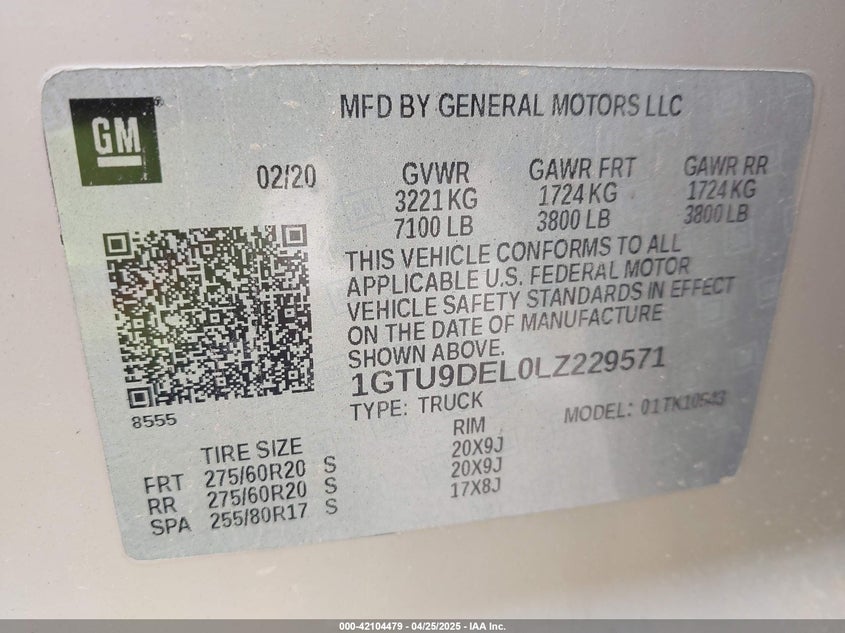 GM
MFD BY GENERAL MOTORS LLC
02/20
GVWR GAWR FRT GAWR RR
3221 KG 1724 KG 1724 KG
7100 LB 3800 LB 3800 LB
THIS VEHICLE CONFORMS TO ALL
APPLICABLE U.S. FEDERAL MOTOR
VEHICLE SAFETY STANDARDS IN EFFECT
ON THE DATE OF MANUFACTURE
SHOWN ABOVE.
1GTU9DEL0LZ229571
TYPE: TRUCK MODEL: 01TK10543
8555
TIRE SIZE RIM
FRT 275/60R20 S 20X9J
RR 275/60R20 S 20X9J
SPA 255/80R17 S 17X8J
000-42104479 - 04/25/2025 - IAA Inc.